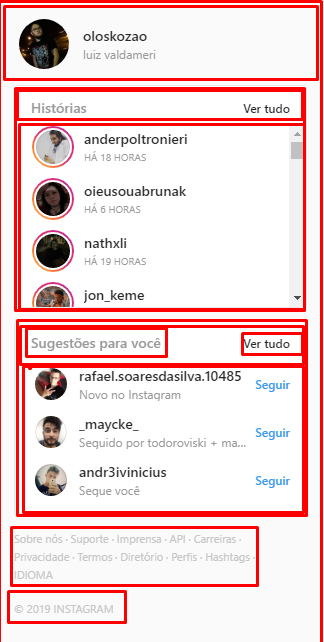 oloskozao
luiz valdameri
Histórias
Ver tudo
anderpoltronieri
HÁ 18 HORAS
oieusouabrunak
HÁ 6 HORAS
nathxli
HÁ 19 HORAS
jon_keme
Sugestões para você
Ver tudo
rafael.soaresdasilva.10485
Seguir
Novo no Instagram
_maycke_
Seguir
Seguido por todoroviski + ma...
andr3ivinicius
Seguir
Segue você
Sobre nós · Suporte · Imprensa · API · Carreiras ·
Privacidade · Termos · Diretório · Perfis · Hashtags ·
IDIOMA
© 2019 INSTAGRAM